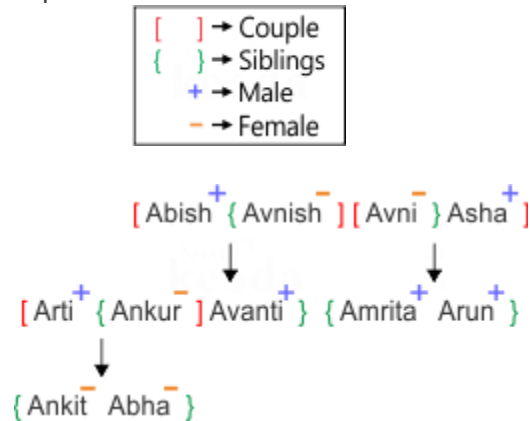 [ ] → Couple
{ } → Siblings
+ → Male
− → Female
[ Abish+ { Avnish− ] [ Avni− } Asha+ ]
[ Arti+ { Ankur− ] Avanti+ } { Amrita+ Arun+ }
{ Ankit− Abha− }